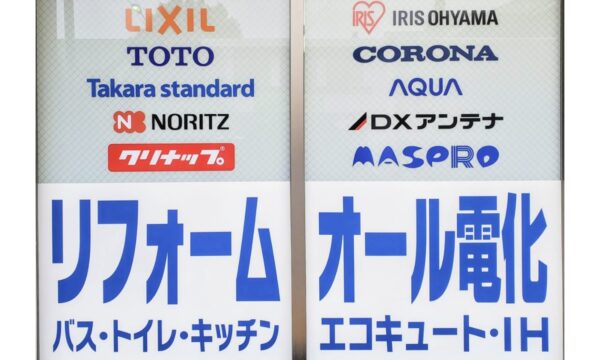 LIXIL
TOTO
Takara standard
NORITZ
クリナップ。
リフォーム
バス・トイレ・キッチン
IRIS IRIS OHYAMA
CORONA
AQUA
DXアンテナ
MASPRO
オール電化
エコキュート・IH